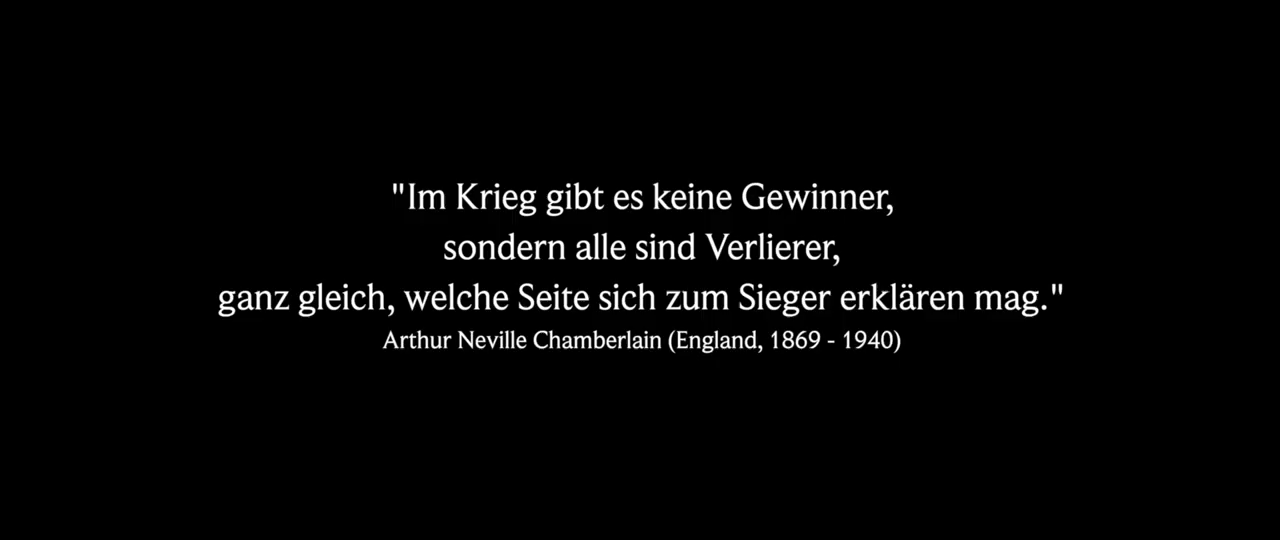 "Im Krieg gibt es keine Gewinner,
sondern alle sind Verlierer,
ganz gleich, welche Seite sich zum Sieger erklären mag."
Arthur Neville Chamberlain (England, 1869 - 1940)